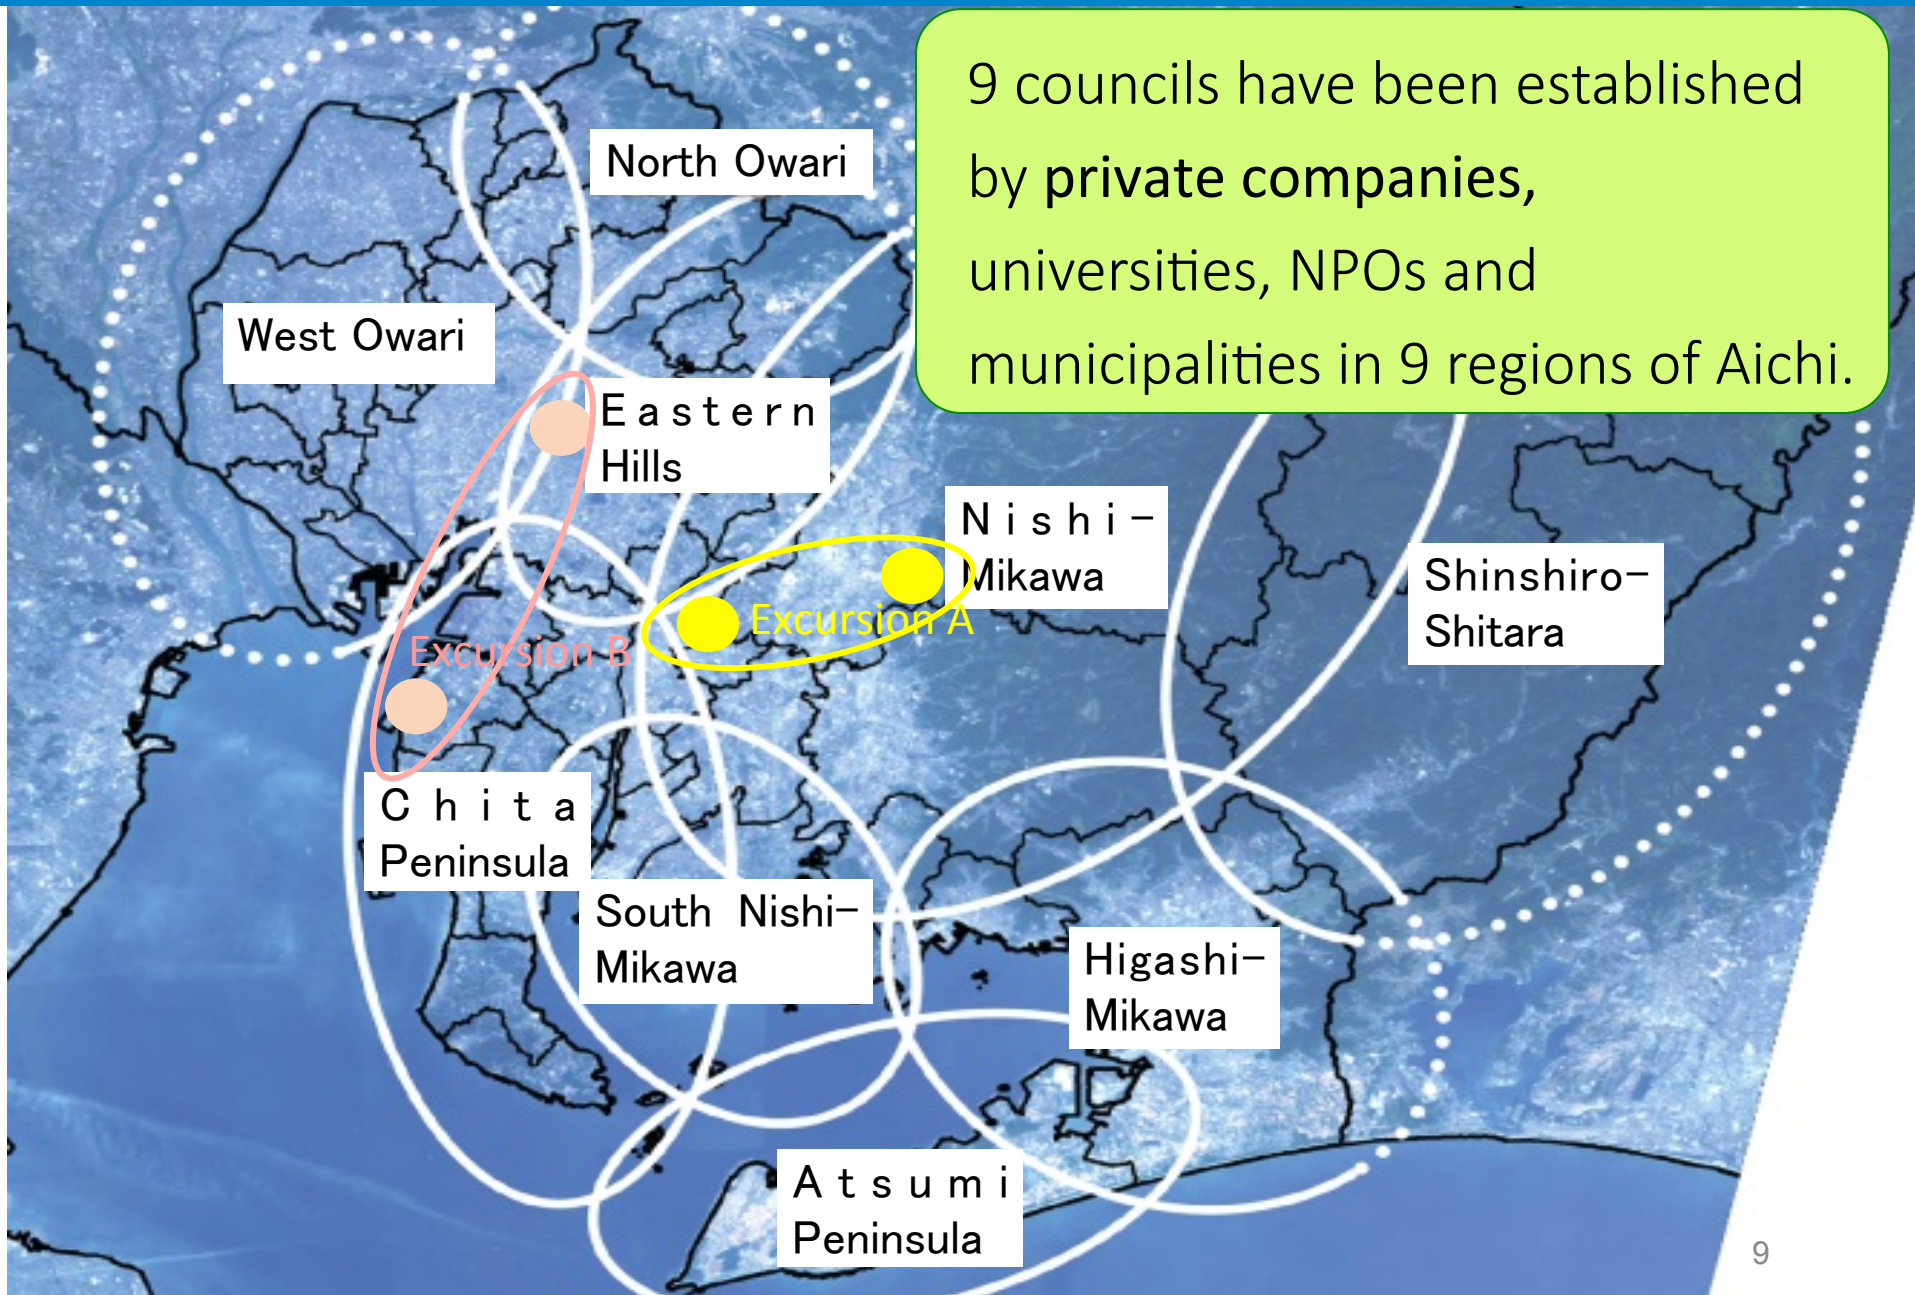 9 councils have been established
by private companies,
universities, NPOs and
municipalities in 9 regions of Aichi.
North Owari
West Owari
Eastern
Hills
Nishi-
Mikawa
Shinshiro-
Shitara
Excursion A
Excursion B
Chita
Peninsula
South Nishi-
Mikawa
Higashi-
Mikawa
Atsumi
Peninsula
9